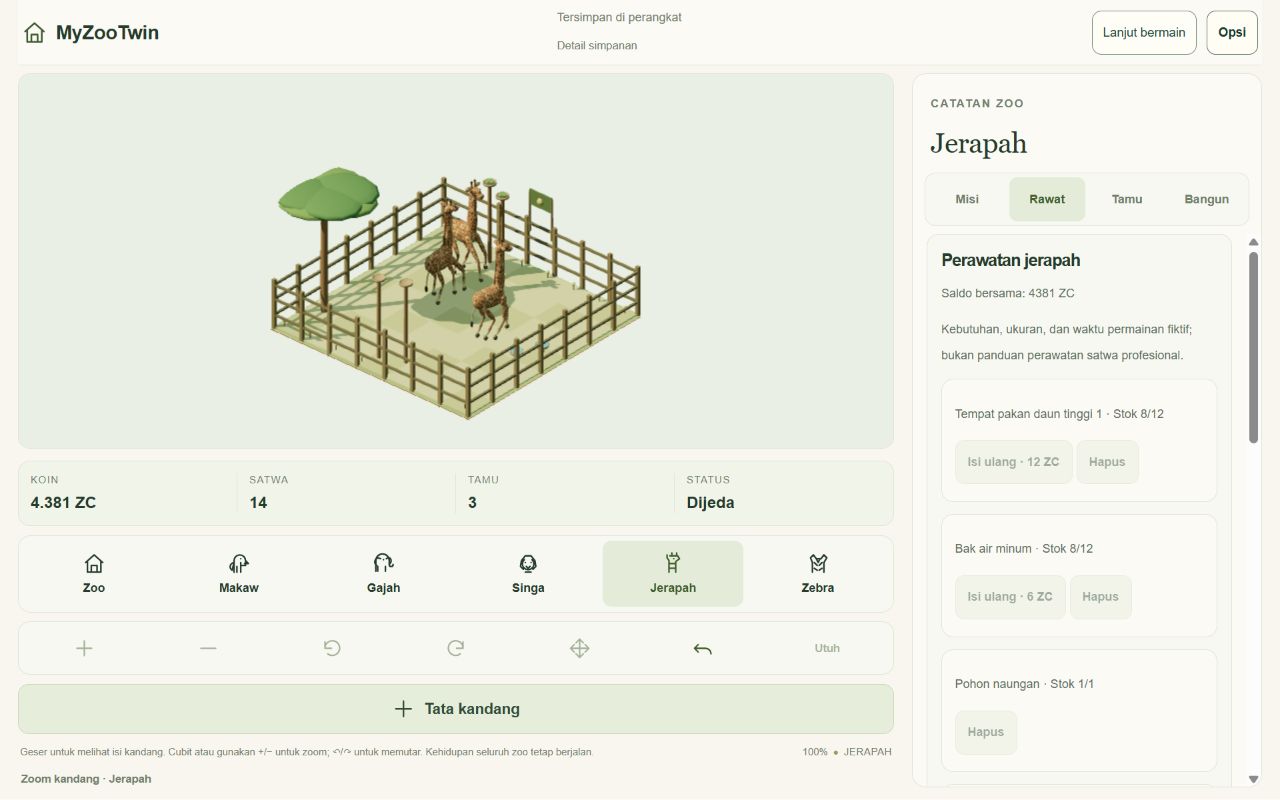 MyZooTwin
Tersimpan di perangkat
Detail simpanan
Lanjut bermain
Opsi
KOIN
4.381 ZC
SATWA
14
TAMU
3
STATUS
Dijeda
Zoo
Makaw
Gajah
Singa
Jerapah
Zebra
Utuh
Tata kandang
Geser untuk melihat isi kandang. Cubit atau gunakan +/− untuk zoom; ↶/↷ untuk memutar. Kehidupan seluruh zoo tetap berjalan.
100% ● JERAPAH
Zoom kandang · Jerapah
CATATAN ZOO
Jerapah
Misi
Rawat
Tamu
Bangun
Perawatan jerapah
Saldo bersama: 4381 ZC
Kebutuhan, ukuran, dan waktu permainan fiktif;
bukan panduan perawatan satwa profesional.
Tempat pakan daun tinggi 1 · Stok 8/12
Isi ulang · 12 ZC
Hapus
Bak air minum · Stok 8/12
Isi ulang · 6 ZC
Hapus
Pohon naungan · Stok 1/1
Hapus